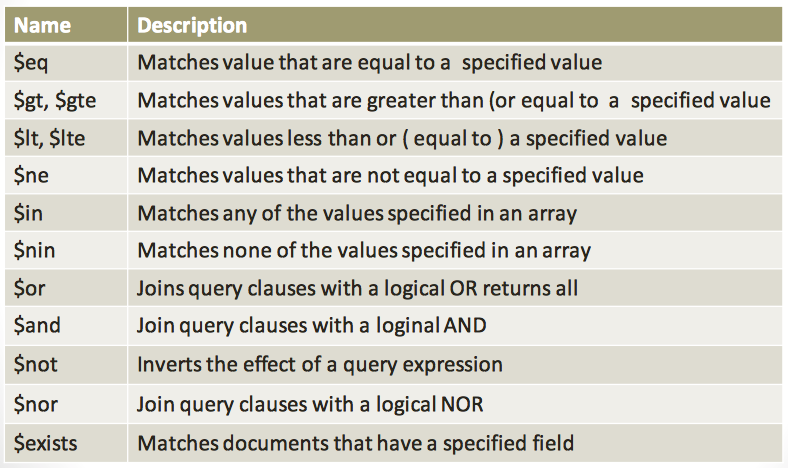 Name Description
$eq Matches value that are equal to a specified value
$gt, $gte Matches values that are greater than (or equal to a specified value
$lt, $lte Matches values less than or ( equal to ) a specified value
$ne Matches values that are not equal to a specified value
$in Matches any of the values specified in an array
$nin Matches none of the values specified in an array
$or Joins query clauses with a logical OR returns all
$and Join query clauses with a loginal AND
$not Inverts the effect of a query expression
$nor Join query clauses with a logical NOR
$exists Matches documents that have a specified field